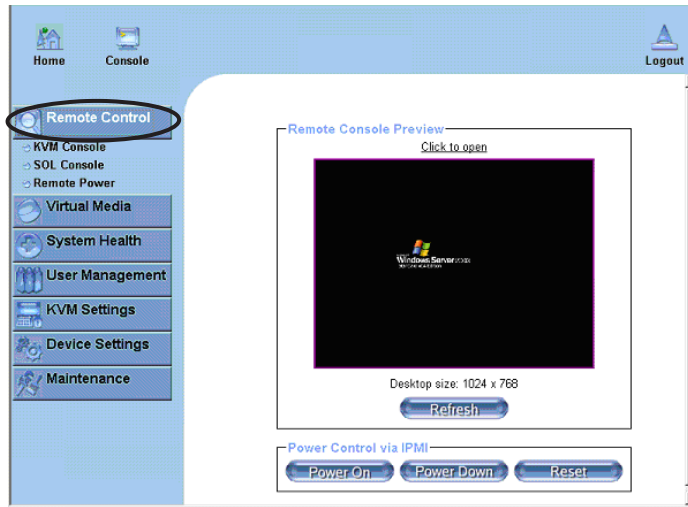 Home
Console
Logout
Remote Control
KVM Console
SOL Console
Remote Power
Virtual Media
System Health
User Management
KVM Settings
Device Settings
Maintenance
Remote Console Preview
Click to open
Windows Server
Desktop size: 1024 x 768
Refresh
Power Control via IPMI
Power On
Power Down
Reset